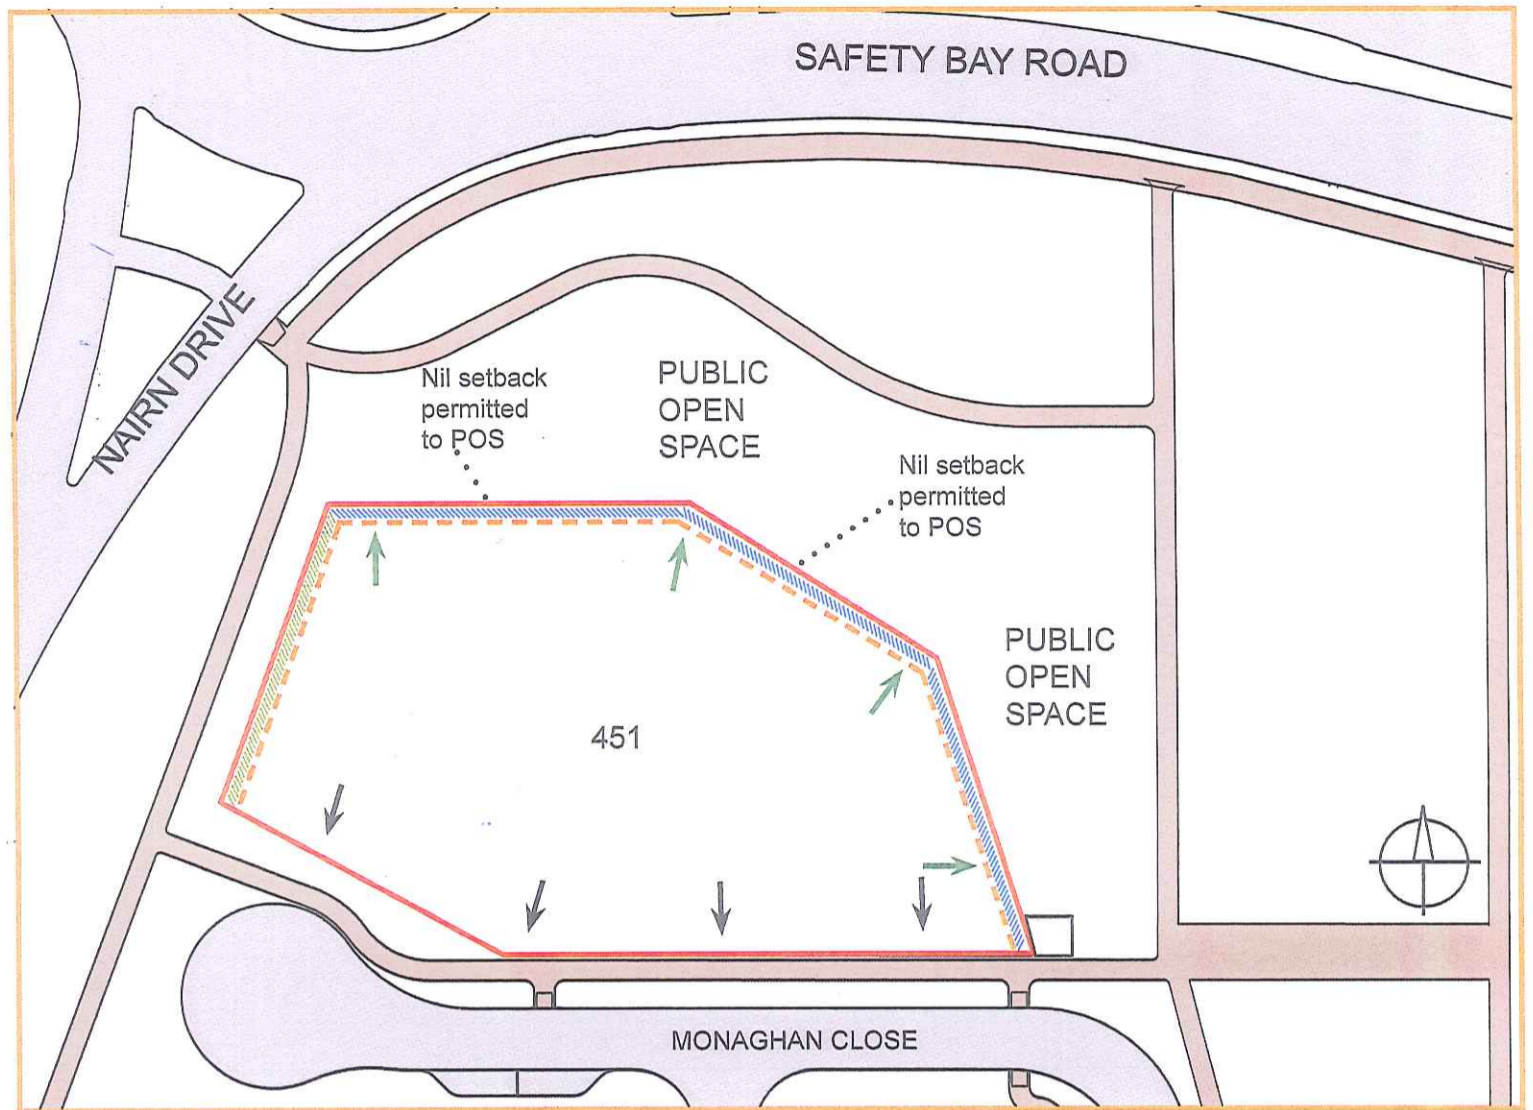 SAFETY BAY ROAD
NAIRN DRIVE
Nil setback
permitted
to POS
PUBLIC
OPEN
SPACE
Nil setback
permitted
to POS
PUBLIC
OPEN
SPACE
451
MONAGHAN CLOSE